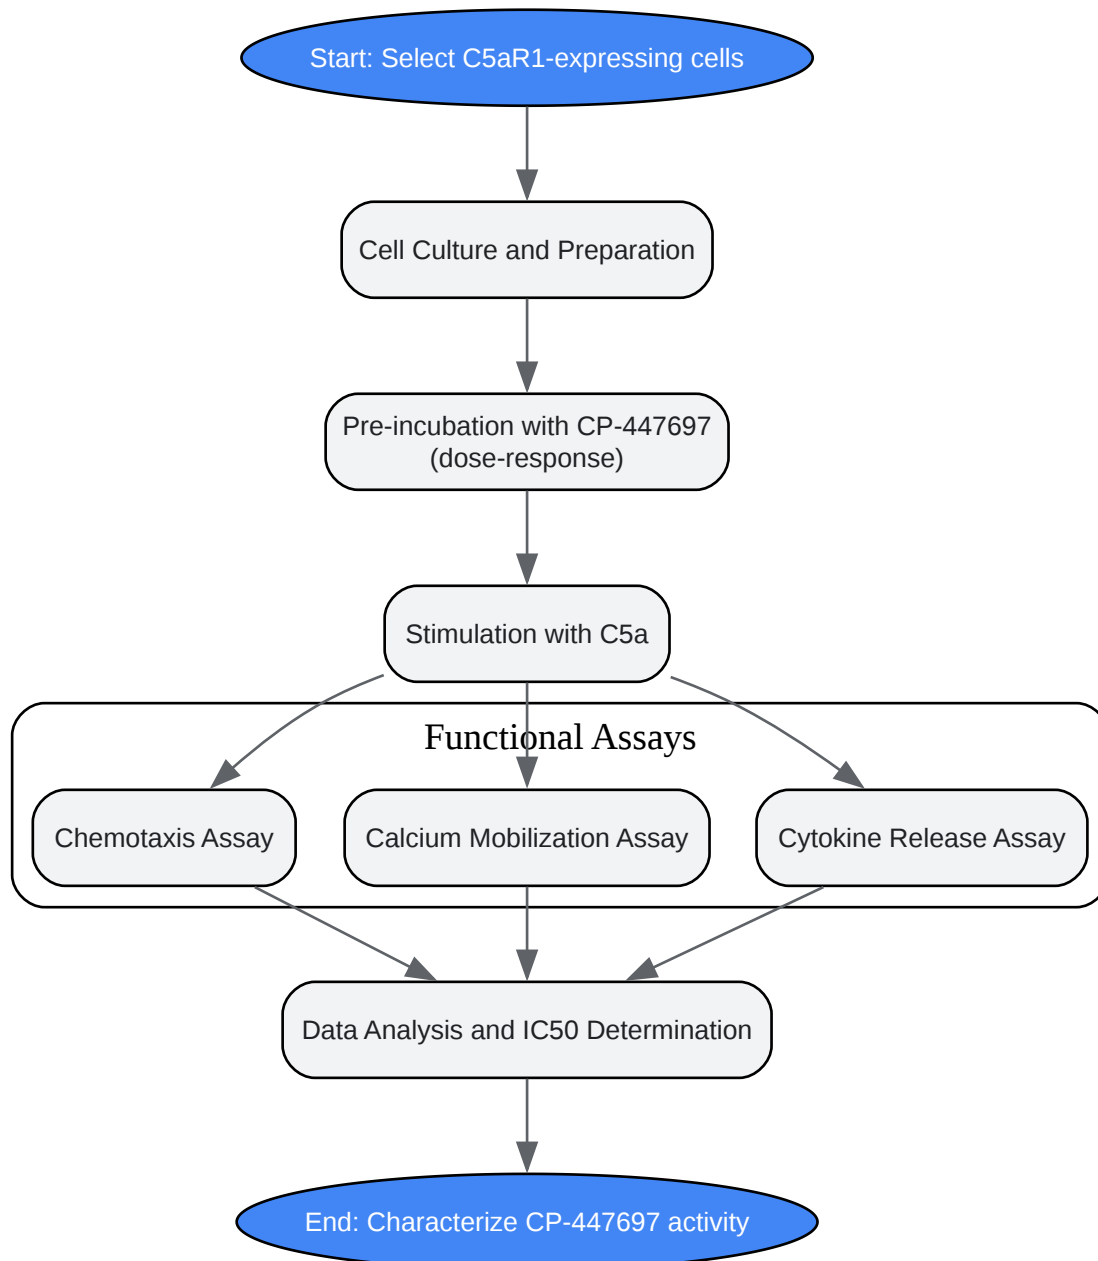 Start: Select C5aR1-expressing cells
Cell Culture and Preparation
Pre-incubation with CP-447697
(dose-response)
Stimulation with C5a
Functional Assays
Chemotaxis Assay
Calcium Mobilization Assay
Cytokine Release Assay
Data Analysis and IC50 Determination
End: Characterize CP-447697 activity